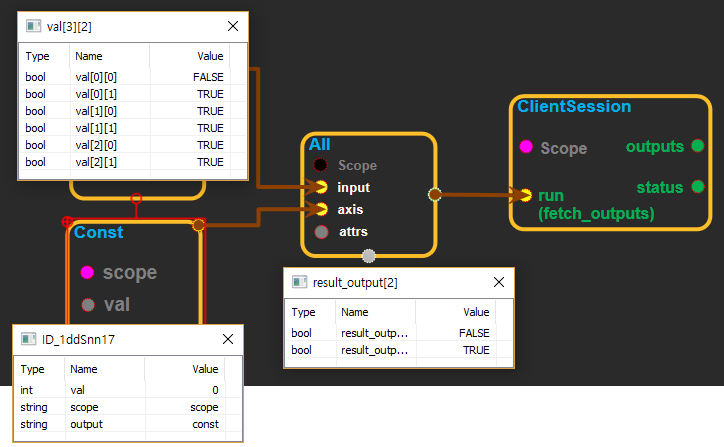 val[3][2]
Type Name Value
bool val[0][0] FALSE
bool val[0][1] TRUE
bool val[1][0] TRUE
bool val[1][1] TRUE
bool val[2][0] TRUE
bool val[2][1] TRUE
All
Scope
input
axis
attrs
ClientSession
Scope outputs
status
run
(fetch_outputs)
Const
scope
val
result_output[2]
Type Name Value
bool result_outp... FALSE
bool result_outp... TRUE
ID_1ddSnn17
Type Name Value
int val 0
string scope scope
string output const